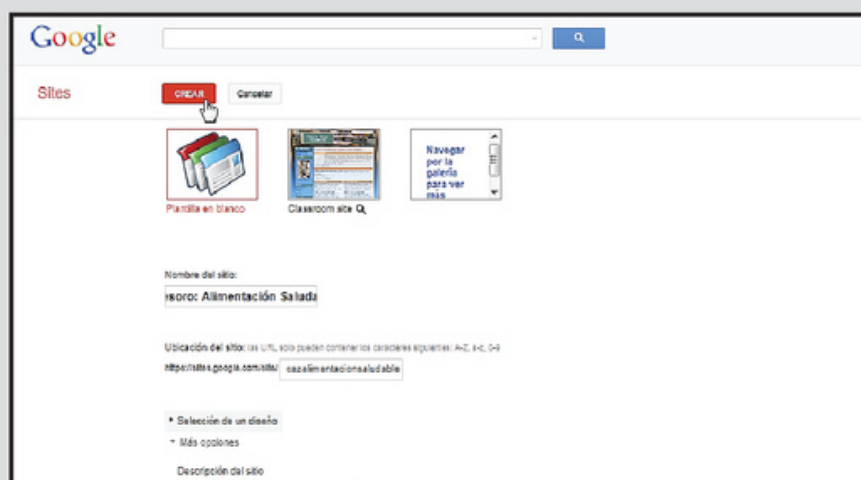 Google
Sites
CREAR
Cancelar
Navegar
por la
galería
para ver
más
Plantilla en blanco
Classroom site
Nombre del sitio:
soro: Alimentación Saluda
Ubicación del sitio: las URL sólo pueden contener los caracteres siguientes: A-Z, a-z, 0-9
https://sites.google.com/site/ cazalimentacionsaludable
Selección de un diseño
Más opciones
Descripción del sitio